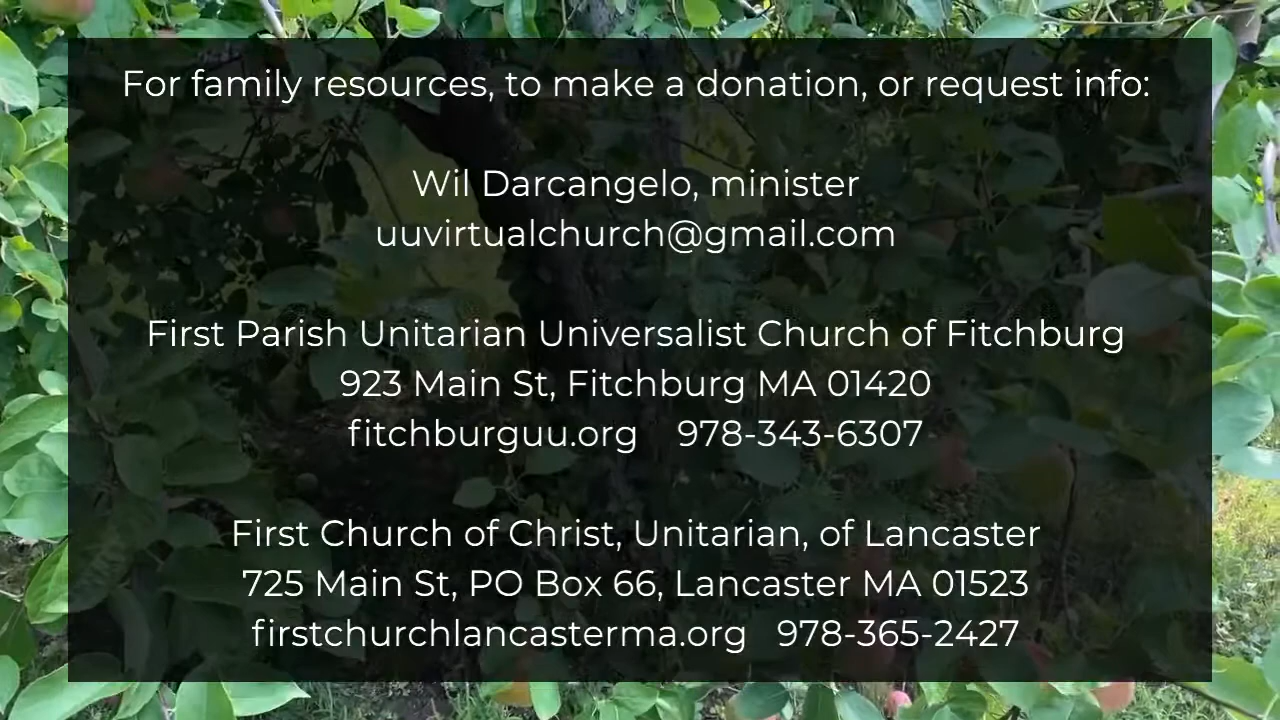 For family resources, to make a donation, or request info:
Wil Darcangelo, minister
uuvirtualchurch@gmail.com
First Parish Unitarian Universalist Church of Fitchburg
923 Main St, Fitchburg MA 01420
fitchburguu.org 978-343-6307
First Church of Christ, Unitarian, of Lancaster
725 Main St, PO Box 66, Lancaster MA 01523
firstchurchlancasterma.org 978-365-2427